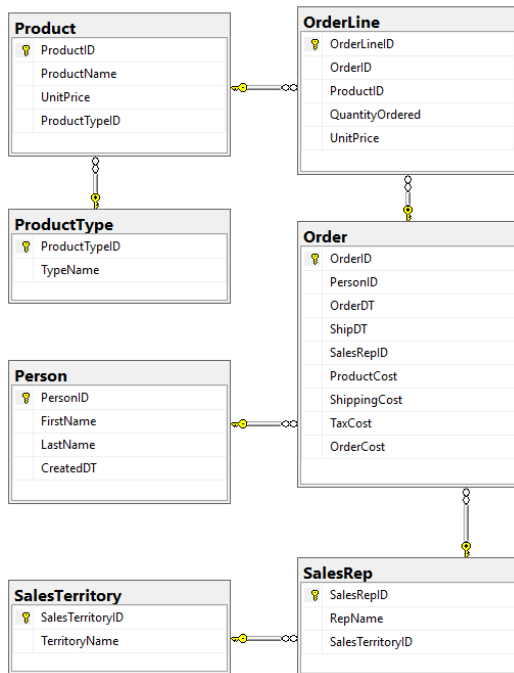 Product
ProductID
ProductName
UnitPrice
ProductTypeID
OrderLine
OrderLineID
OrderID
ProductID
QuantityOrdered
UnitPrice
ProductType
ProductTypeID
TypeName
Order
OrderID
PersonID
OrderDT
ShipDT
SalesRepID
ProductCost
ShippingCost
TaxCost
OrderCost
Person
PersonID
FirstName
LastName
CreatedDT
SalesTerritory
SalesTerritoryID
TerritoryName
SalesRep
SalesRepID
RepName
SalesTerritoryID